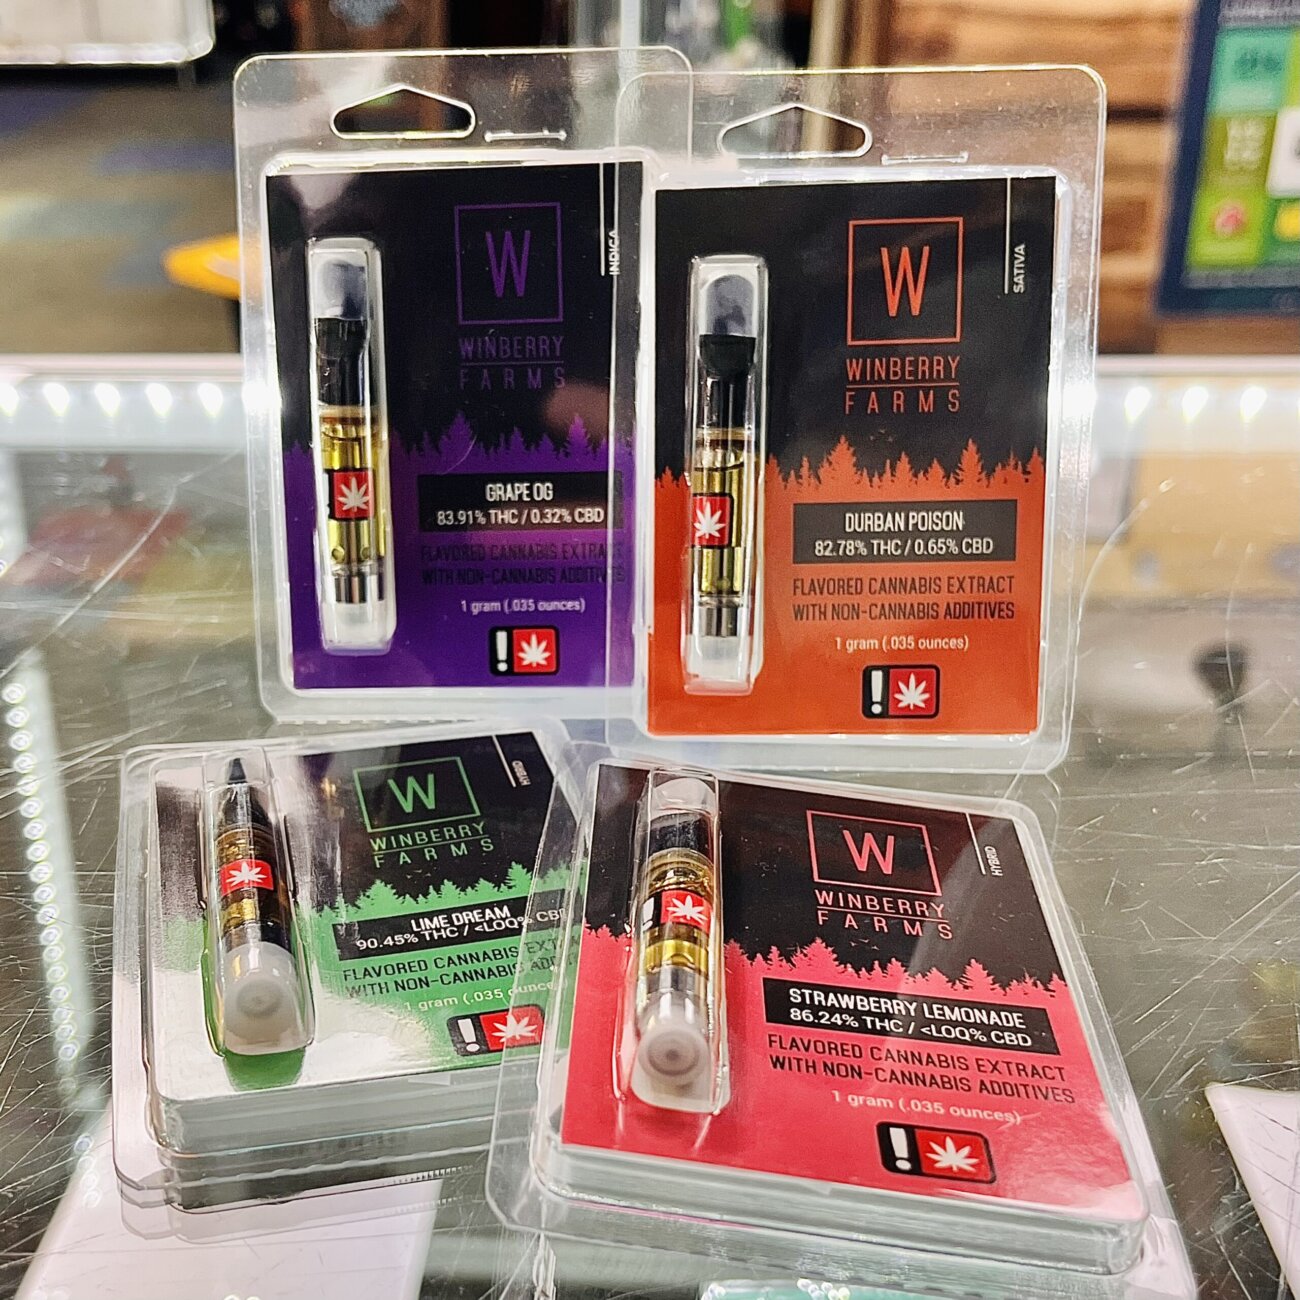 INDICA
W
WINBERRY
FARMS
GRAPE OG
83.91% THC / 0.32% CBD
FLAVORED CANNABIS EXTRACT
WITH NON-CANNABIS ADDITIVES
1 gram (.035 ounces)
!
SATIVA
W
WINBERRY
FARMS
DURBAN POISON
82.78% THC / 0.65% CBD
FLAVORED CANNABIS EXTRACT
WITH NON-CANNABIS ADDITIVES
1 gram (.035 ounces)
!
HYBRID
W
WINBERRY
FARMS
LIME DREAM
90.45% THC / <LOQ% CBD
FLAVORED CANNABIS EXT
WITH NON-CANNABIS ADDIT
1 gram (.035 ounces)
!
HYBRID
W
WINBERRY
FARMS
STRAWBERRY LEMONADE
86.24% THC / <LOQ% CBD
FLAVORED CANNABIS EXTRACT
WITH NON-CANNABIS ADDITIVES
1 gram (.035 ounces)
!